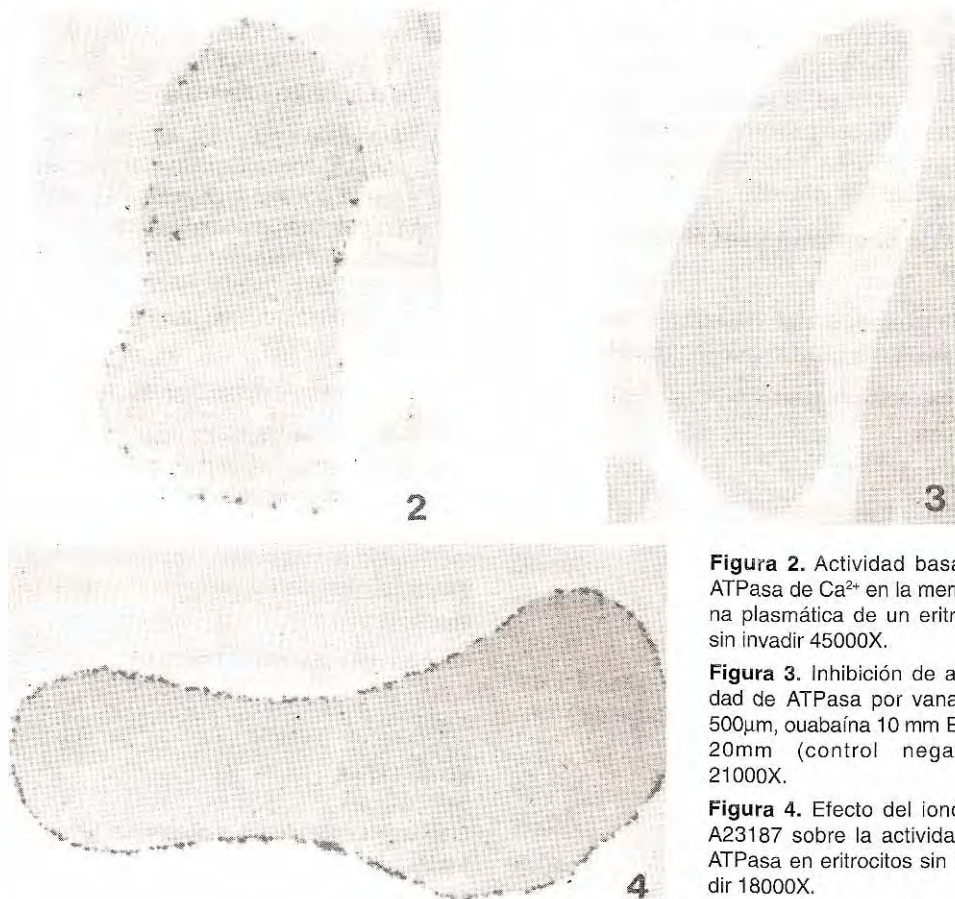 2
3
4
Figura 2. Actividad basa
ATPasa de Ca²⁺ en la mer
na plasmática de un eritr
sin invadir 45000X.
Figura 3. Inhibición de a
dad de ATPasa por vana
500µm, ouabaína 10 mm E
20mm (control nega
21000X.
Figura 4. Efecto del iono
A23187 sobre la activida
ATPasa en eritrocitos sin
dir 18000X.